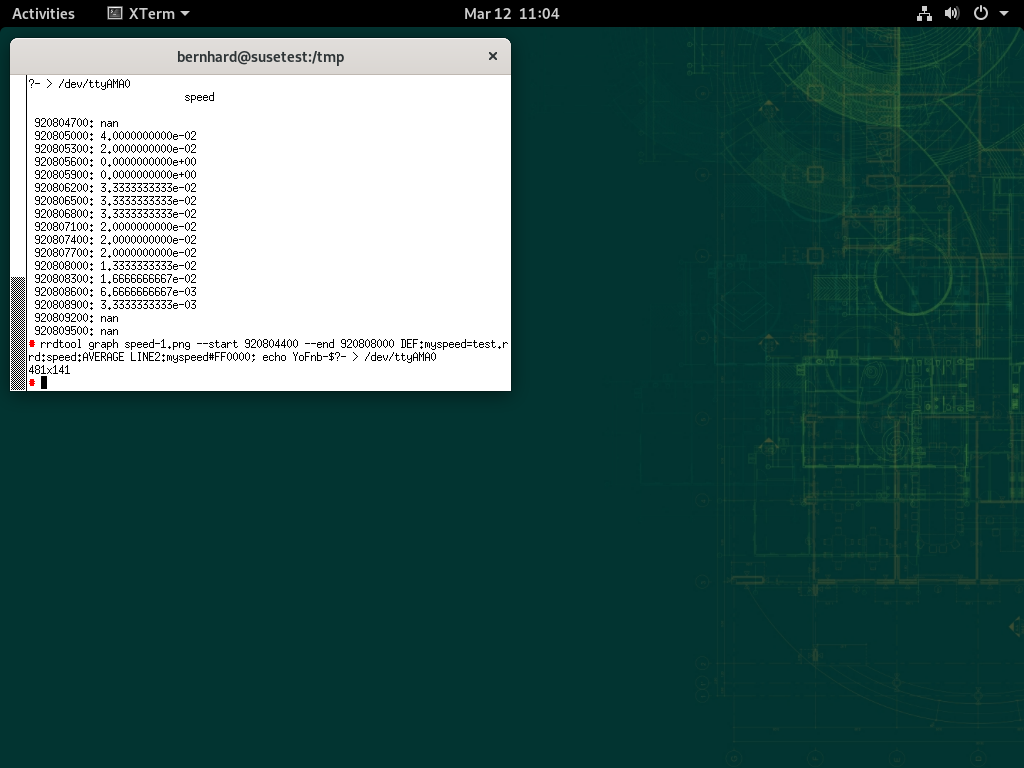 Activities XTerm Mar 12 11:04
bernhard@susetest:/tmp ×
?- > /dev/ttyAMA0
speed
920804700: nan
920805000: 4.0000000000e-02
920805300: 2.0000000000e-02
920805600: 0.0000000000e+00
920805900: 0.0000000000e+00
920806200: 3.3333333333e-02
920806500: 3.3333333333e-02
920806800: 3.3333333333e-02
920807100: 2.0000000000e-02
920807400: 2.0000000000e-02
920807700: 2.0000000000e-02
920808000: 1.3333333333e-02
920808300: 1.6666666667e-02
920808600: 6.6666666667e-03
920808900: 3.3333333333e-03
920809200: nan
920809500: nan
# rrdtool graph speed-1.png --start 920804400 --end 920808000 DEF:myspeed=test.r
rd:speed:AVERAGE LINE2:myspeed#FF0000; echo YoFnb-$?- > /dev/ttyAMA0
481x141
#